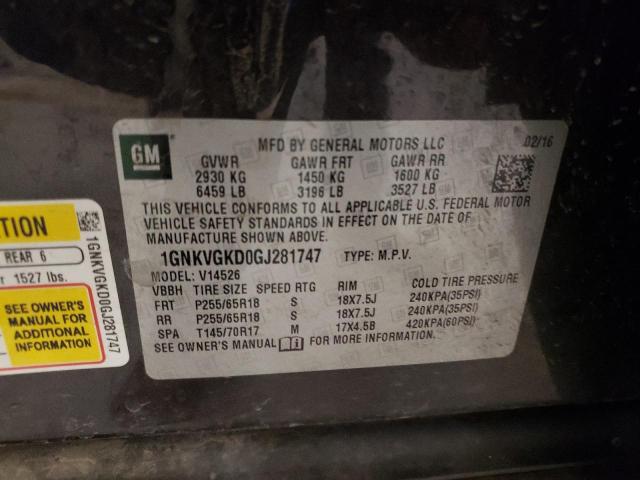 GM
MFD BY GENERAL MOTORS LLC
02/16
GVWR GAWR FRT GAWR RR
2930 KG 1450 KG 1600 KG
6459 LB 3196 LB 3527 LB
THIS VEHICLE CONFORMS TO ALL APPLICABLE U.S. FEDERAL MOTOR
VEHICLE SAFETY STANDARDS IN EFFECT ON THE DATE OF
MANUFACTURE SHOWN ABOVE.
1GNKVGKD0GJ281747 TYPE: M.P.V.
MODEL: V14526
VBBH TIRE SIZE SPEED RTG RIM COLD TIRE PRESSURE
FRT P255/65R18 S 18X7.5J 240KPA(35PSI)
RR P255/65R18 S 18X7.5J 240KPA(35PSI)
SPA T145/70R17 M 17X4.5B 420KPA(60PSI)
SEE OWNER'S MANUAL FOR MORE INFORMATION.
REAR 6
1527 lbs.
SEE OWNER'S
MANUAL FOR
ADDITIONAL
INFORMATION
1GNKVGKD0GJ281747